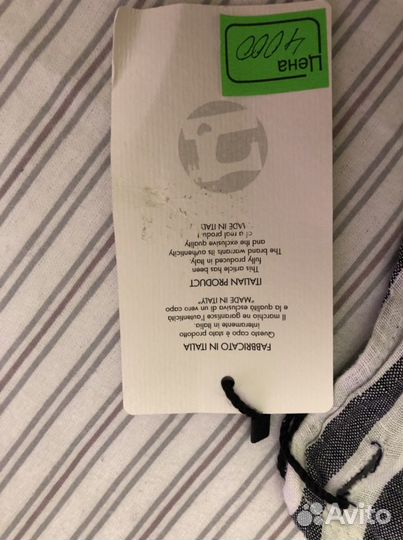 FABBRICATO IN ITALIA
Questo capo è stato prodotto
interamente in Italia.
Il marchio ne garantisce l'autenticità
e la qualità esclusiva di un vero capo
"MADE IN ITALY"
ITALIAN PRODUCT
This article has been
fully produced in Italy.
The brand warrants its authenticity
and the exclusive quality
of a real produ
MADE IN ITAL
Цена
4000
Avito